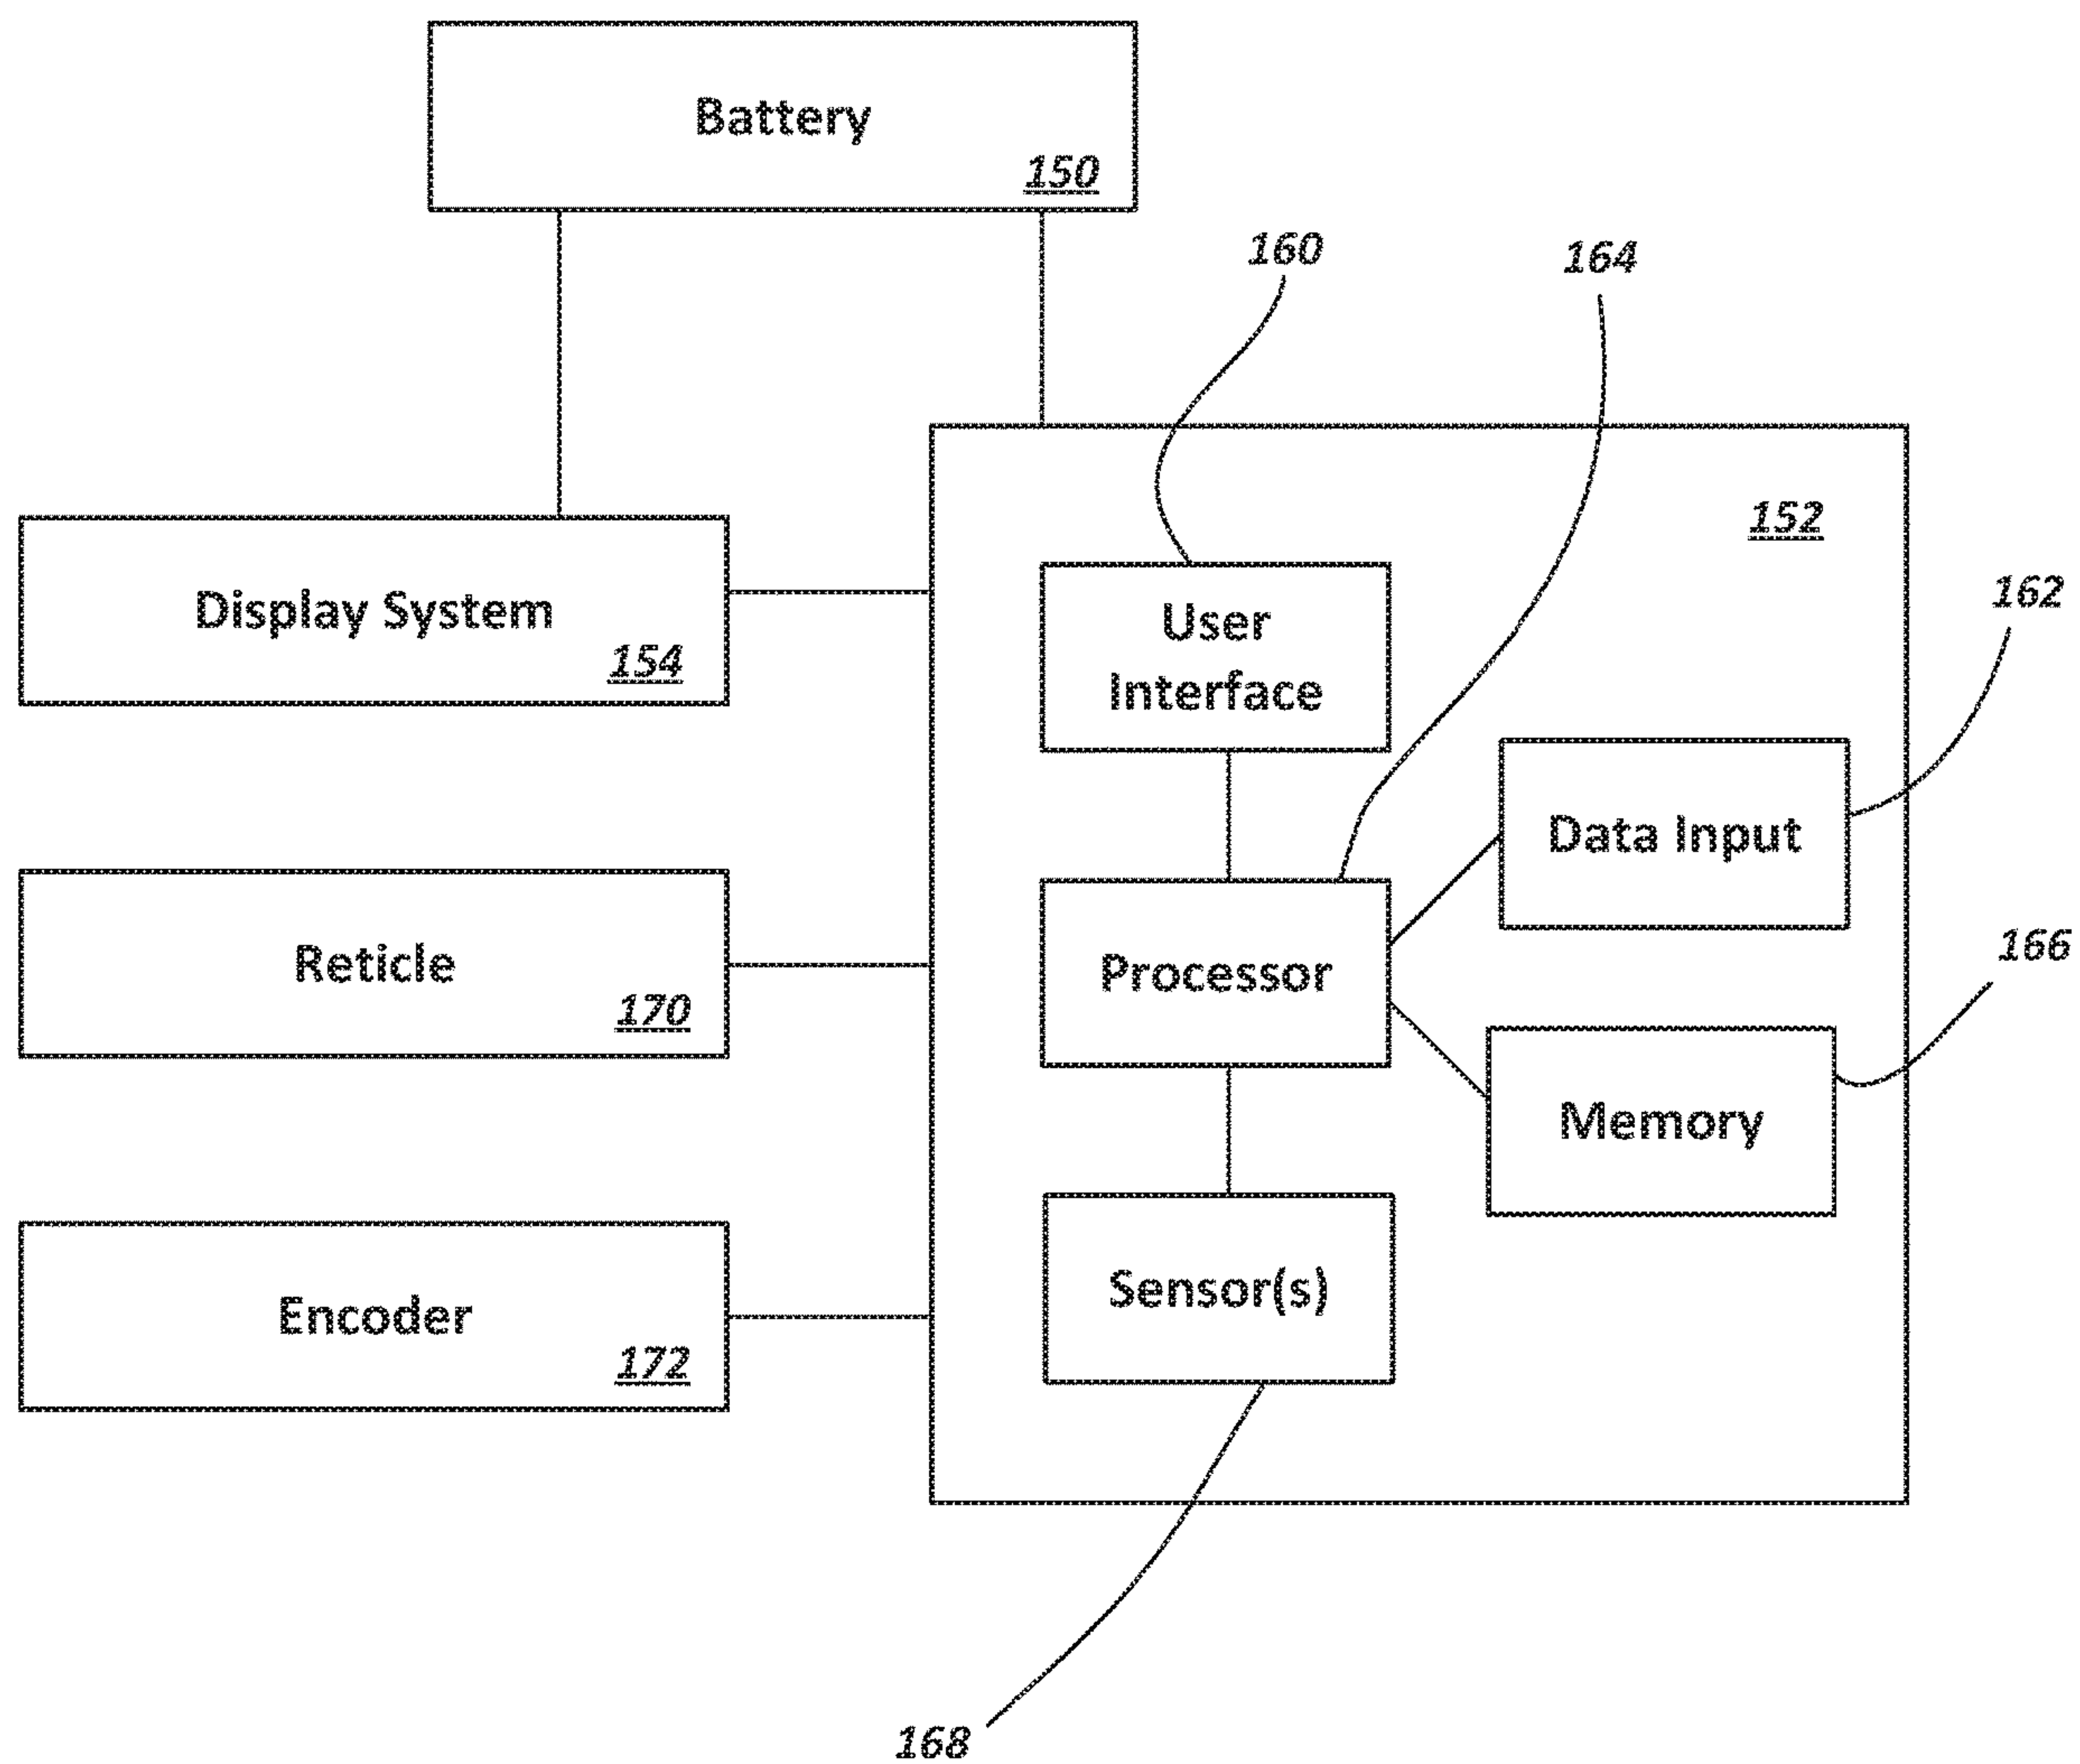 Battery
150
160
164
152
Display System
154
User
Interface
162
Data Input
Reticle
170
Processor
166
Memory
Encoder
172
Sensor(s)
168